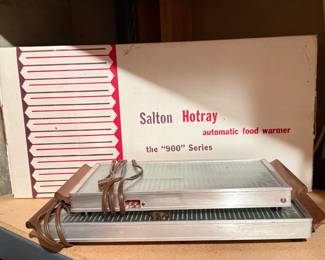 Salton Hotray
automatic food warmer
the "900" Series